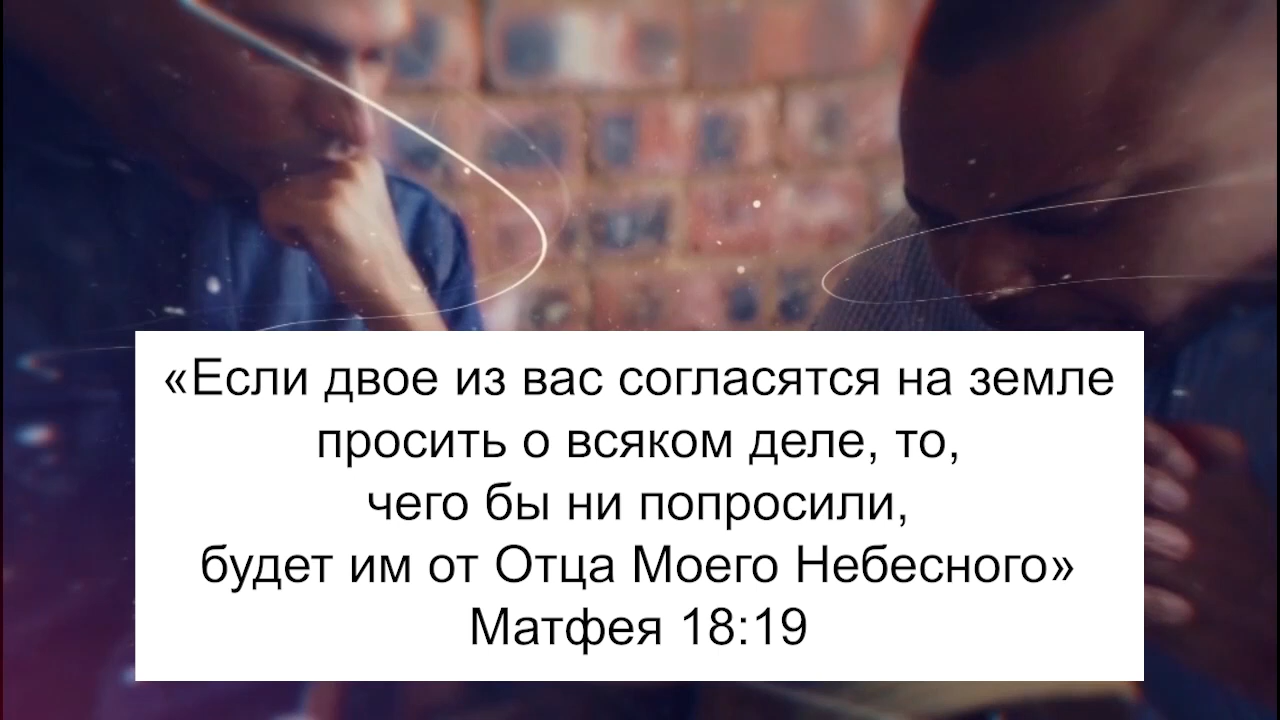 «Если двое из вас согласятся на земле
просить о всяком деле, то,
чего бы ни попросили,
будет им от Отца Моего Небесного»
Матфея 18:19